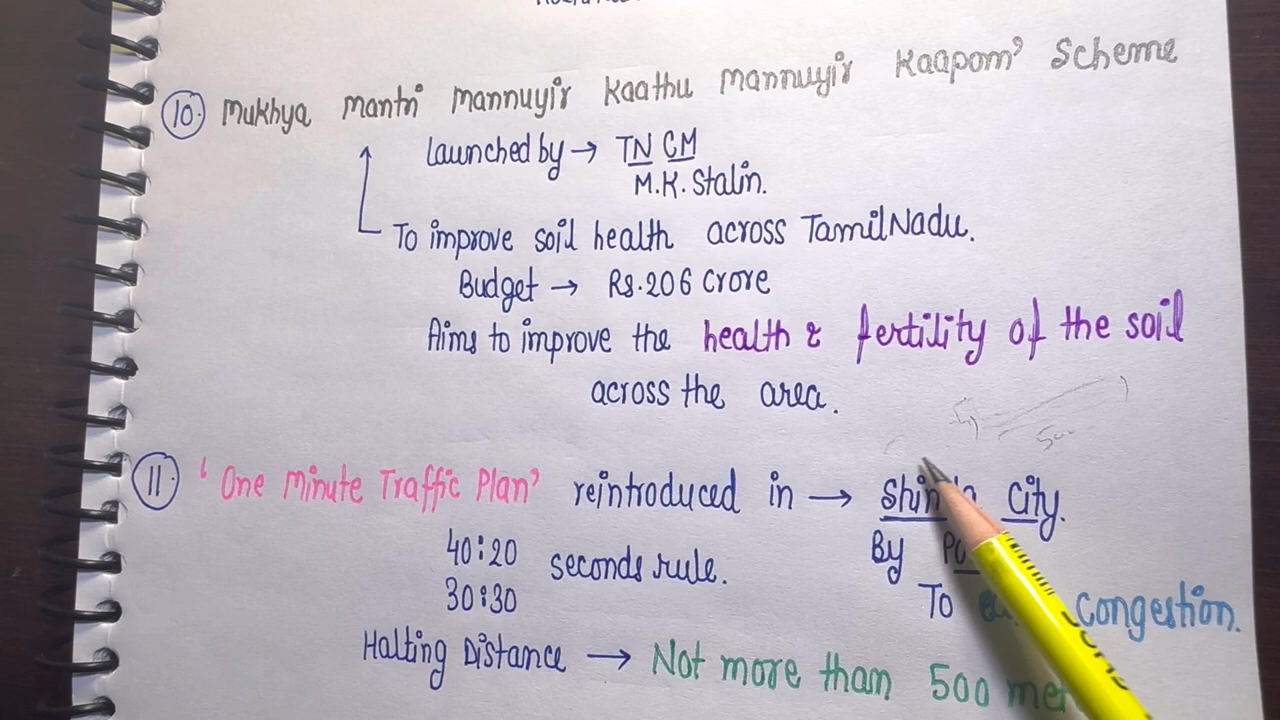 10. Mukhya Mantri Mannuyir Kaathu Mannuyir Kaapom' Scheme
Launched by → TN CM
M.K. Stalin.
To improve soil health across TamilNadu.
Budget → Rs.206 Crore
Aims to improve the health & fertility of the soil
across the area.
11 'One Minute Traffic Plan' reintroduced in → Shimla City.
40:20 seconds rule. By
30:30 To congestion.
Halting Distance → Not more than 500